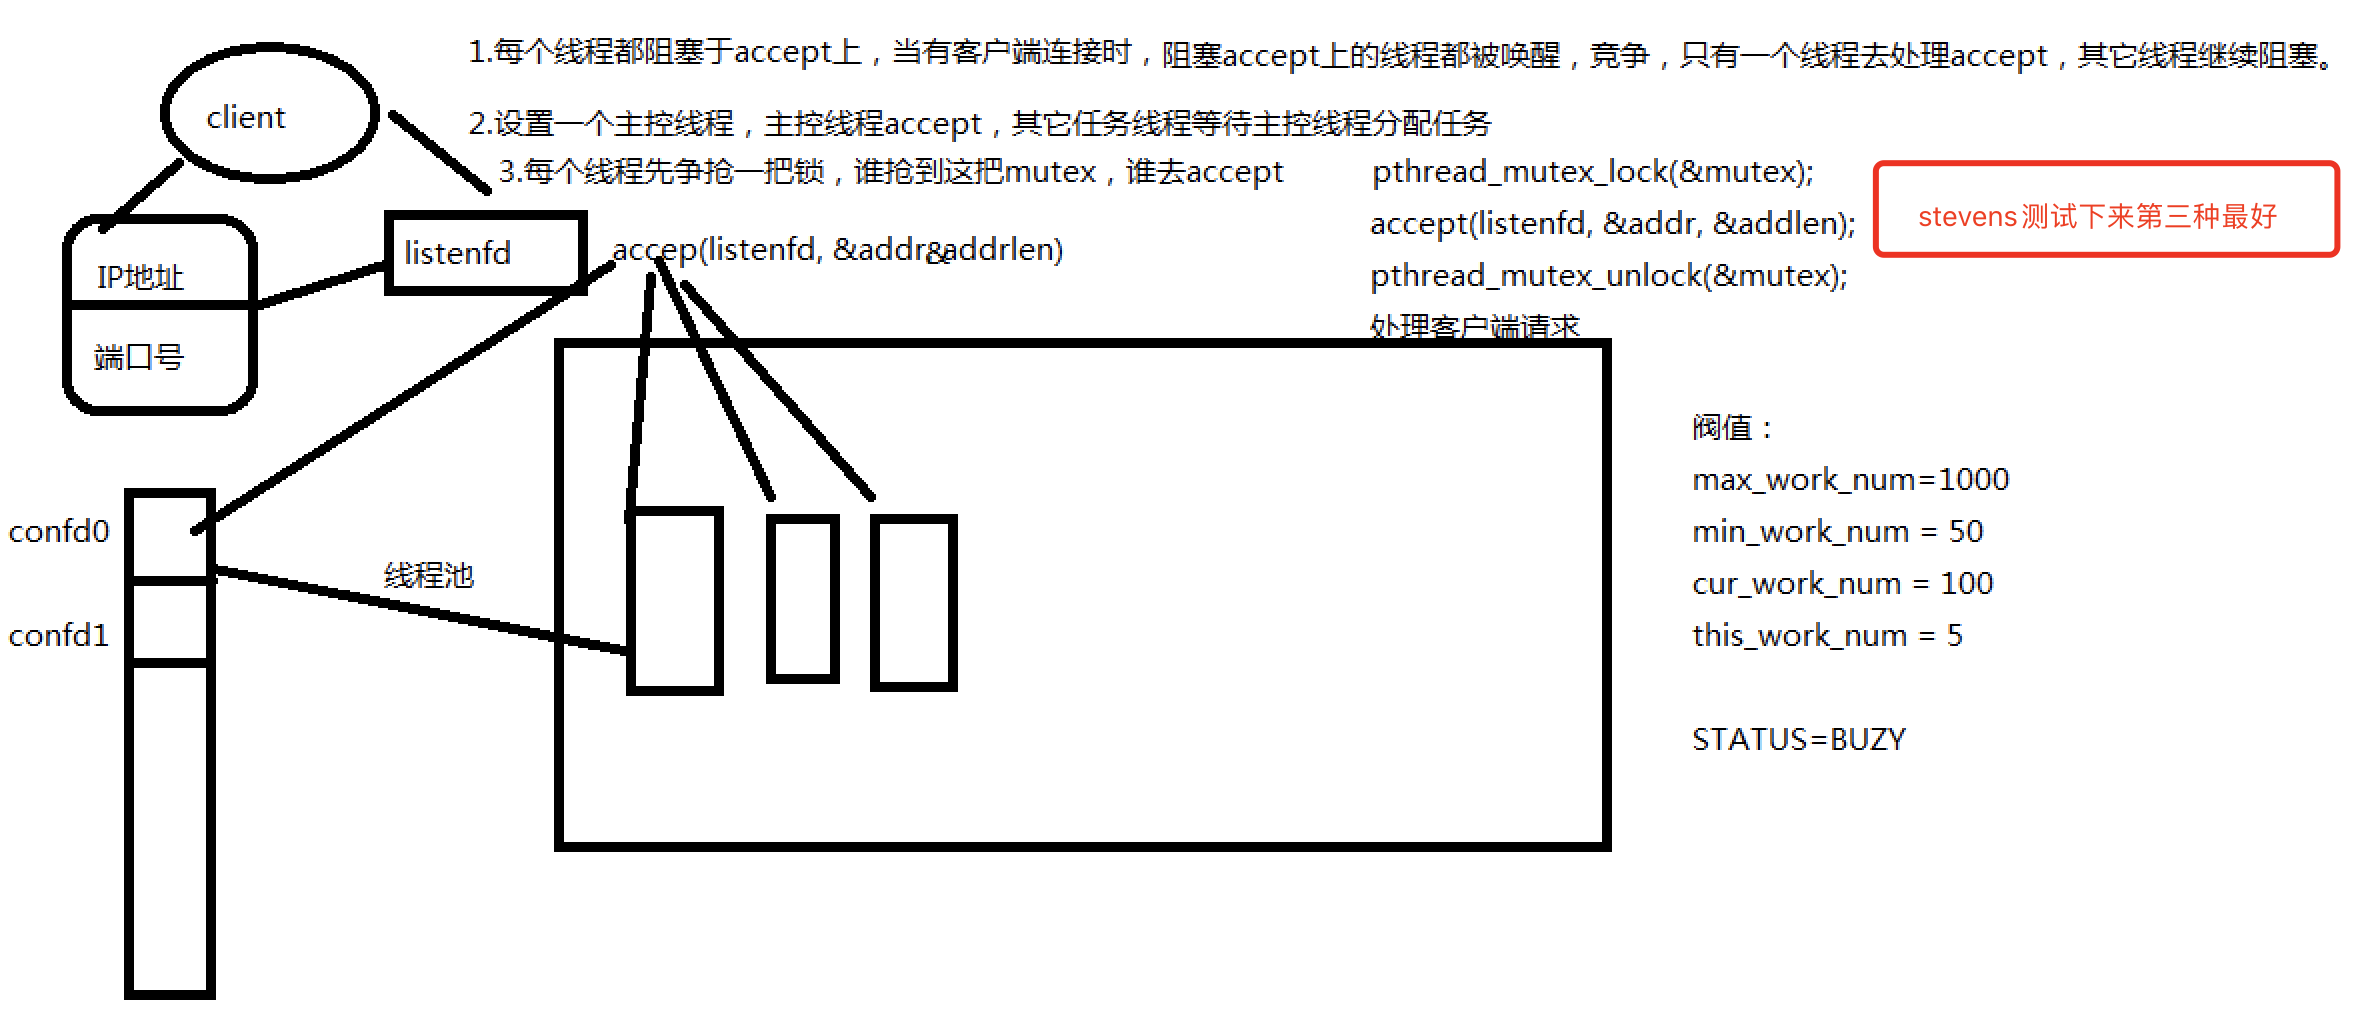 1.每个线程都阻塞于accept上，当有客户端连接时，阻塞accept上的线程都被唤醒，竞争，只有一个线程去处理accept，其它线程继续阻塞。
client
2.设置一个主控线程，主控线程accept，其它任务线程等待主控线程分配任务
3.每个线程先争抢一把锁，谁抢到这把mutex，谁去accept
pthread_mutex_lock(&mutex);
accept(listenfd, &addr, &addlen);
pthread_mutex_unlock(&mutex);
处理客户端请求
stevens测试下来第三种最好
listenfd
accep(listenfd, &addr,&addrlen)
IP地址
端口号
阀值：
max_work_num=1000
min_work_num = 50
cur_work_num = 100
this_work_num = 5
STATUS=BUZY
confd0
线程池
confd1